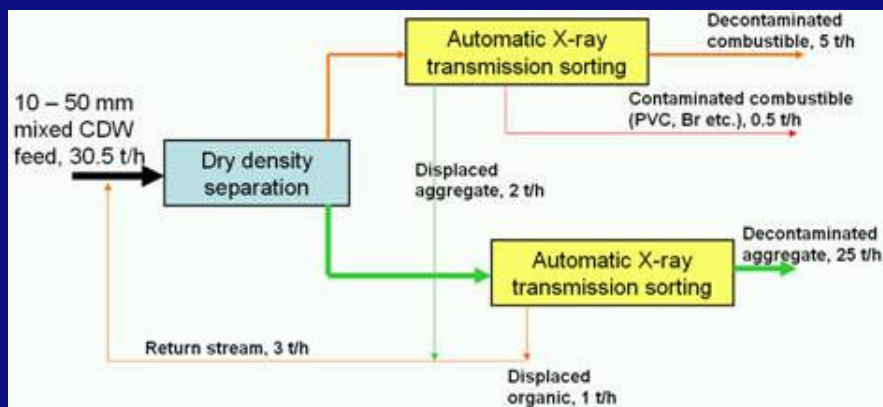 10 – 50 mm
mixed CDW
feed, 30.5 t/h
Dry density
separation
Automatic X-ray
transmission sorting
Decontaminated
combustible, 5 t/h
Contaminated combustible
(PVC, Br etc.), 0.5 t/h
Displaced
aggregate, 2 t/h
Automatic X-ray
transmission sorting
Decontaminated
aggregate, 25 t/h
Return stream, 3 t/h
Displaced
organic, 1 t/h